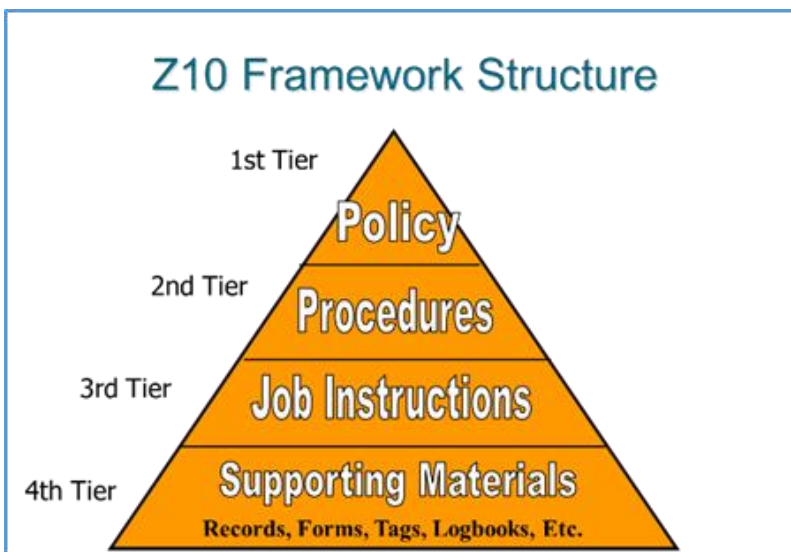 Z10 Framework Structure
1st Tier
Policy
2nd Tier
Procedures
3rd Tier
Job Instructions
4th Tier
Supporting Materials
Records, Forms, Tags, Logbooks, Etc.